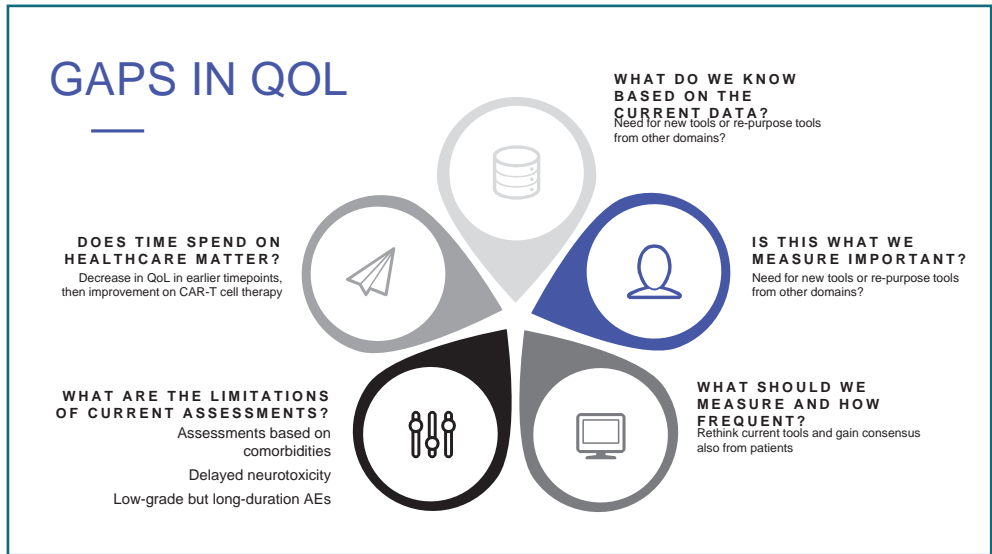 GAPS IN QOL
WHAT DO WE KNOW
BASED ON THE
CURRENT DATA?
Need for new tools or re-purpose tools
from other domains?
DOES TIME SPEND ON
HEALTHCARE MATTER?
Decrease in QoL in earlier timepoints,
then improvement on CAR-T cell therapy
IS THIS WHAT WE
MEASURE IMPORTANT?
Need for new tools or re-purpose tools
from other domains?
WHAT ARE THE LIMITATIONS
OF CURRENT ASSESSMENTS?
Assessments based on
comorbidities
Delayed neurotoxicity
Low-grade but long-duration AEs
WHAT SHOULD WE
MEASURE AND HOW
FREQUENT?
Rethink current tools and gain consensus
also from patients